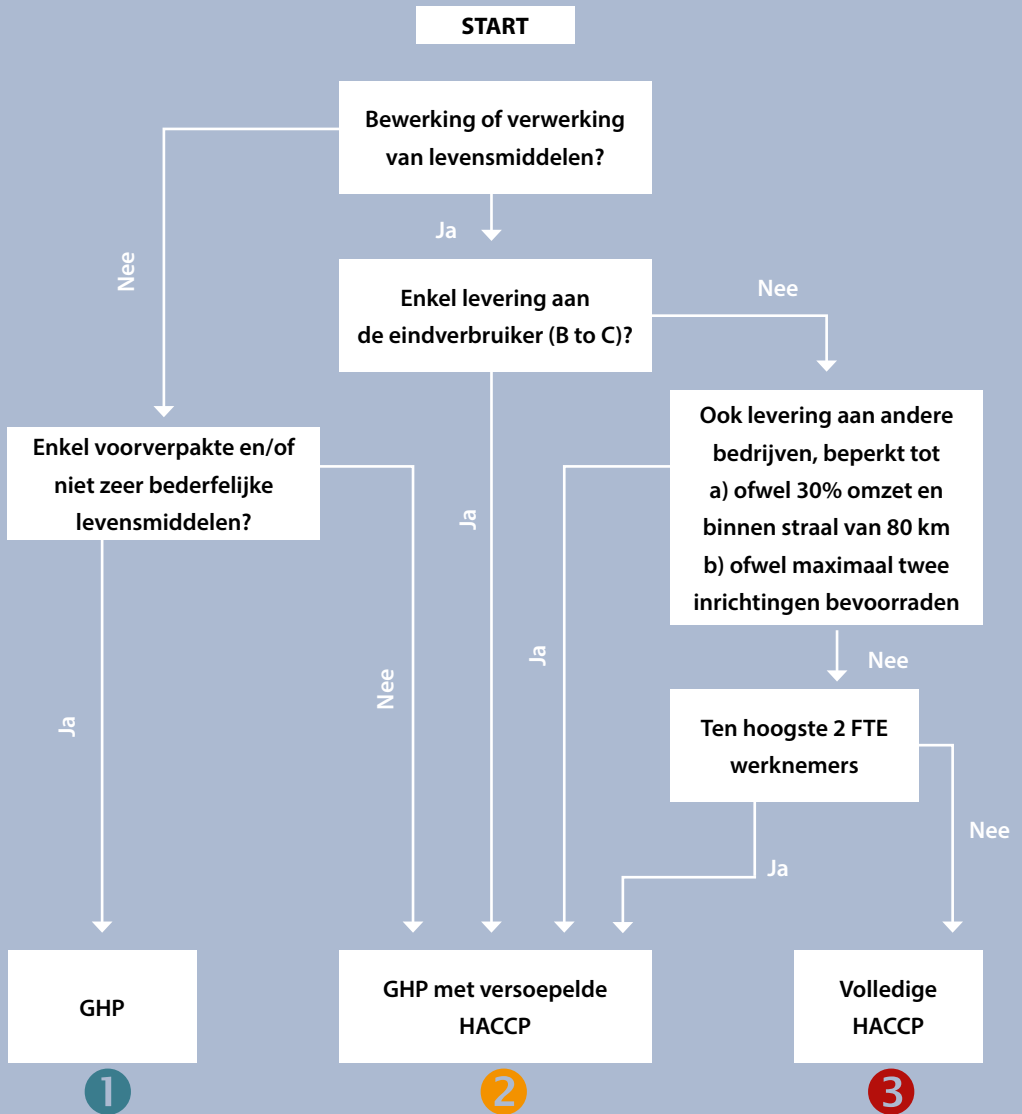 START
Bewerking of verwerking
van levensmiddelen?
Nee
Ja
Enkel levering aan
de eindverbruiker (B to C)?
Nee
Enkel voorverpakte en/of
niet zeer bederfelijke
levensmiddelen?
Ook levering aan andere
bedrijven, beperkt tot
a) ofwel 30% omzet en
binnen straal van 80 km
b) ofwel maximaal twee
inrichtingen bevoorraden
Ja
Nee
Ja
Ja
Nee
Ten hoogste 2 FTE
werknemers
Ja
Nee
GHP
GHP met versoepelde
HACCP
Volledige
HACCP
1
2
3